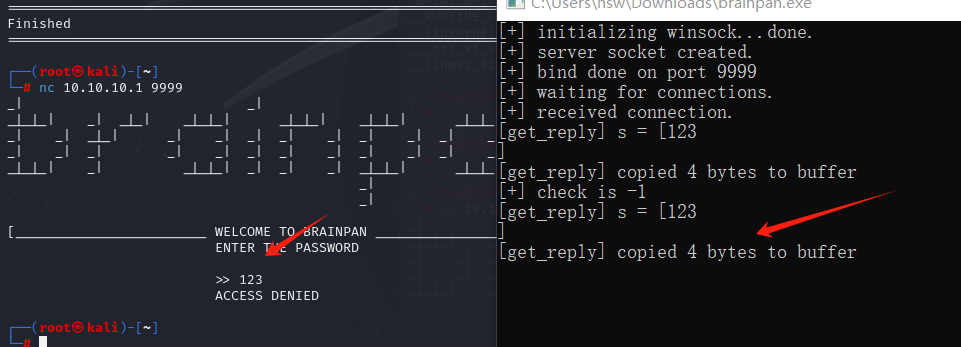 Finished
┌──(root㉿kali)-[~]
└─# nc 10.10.10.1 9999
[________________________ WELCOME TO BRAINPAN _________________
ENTER THE PASSWORD
>> 123
ACCESS DENIED
┌──(root㉿kali)-[~]
└─#
C:\Users\hsw\Downloads\brainpan.exe
[+] initializing winsock...done.
[+] server socket created.
[+] bind done on port 9999
[+] waiting for connections.
[+] received connection.
[get_reply] s = [123
]
[get_reply] copied 4 bytes to buffer
[+] check is -1
[get_reply] s = [123
]
[get_reply] copied 4 bytes to buffer